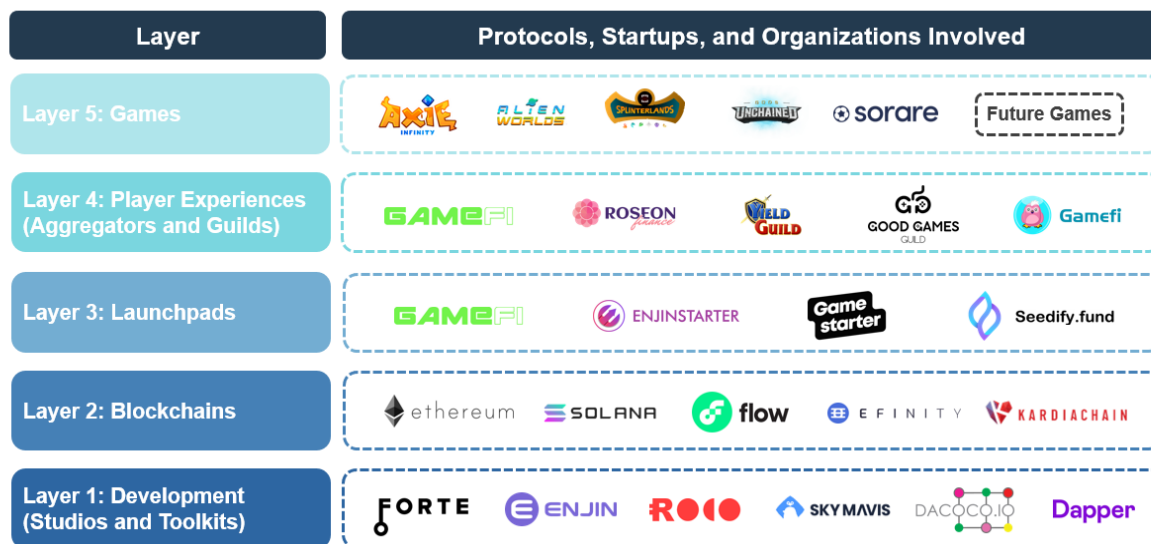 Layer
Protocols, Startups, and Organizations Involved
Layer 5: Games
AXIE
INFINITY
ALIEN
WORLDS
SPLINTERLANDS
GODS
UNCHAINED
sorare
Future Games
Layer 4: Player Experiences
(Aggregators and Guilds)
GAMEFI
ROSEON
finance
YIELD
GUILD
GOOD GAMES
GUILD
Gamefi
Layer 3: Launchpads
GAMEFI
ENJINSTARTER
Game
starter
Seedify.fund
Layer 2: Blockchains
ethereum
SOLANA
flow
EFINITY
KARDIACHAIN
Layer 1: Development
(Studios and Toolkits)
FORTE
ENJIN
SKY MAVIS
DACOCO.IO
Dapper